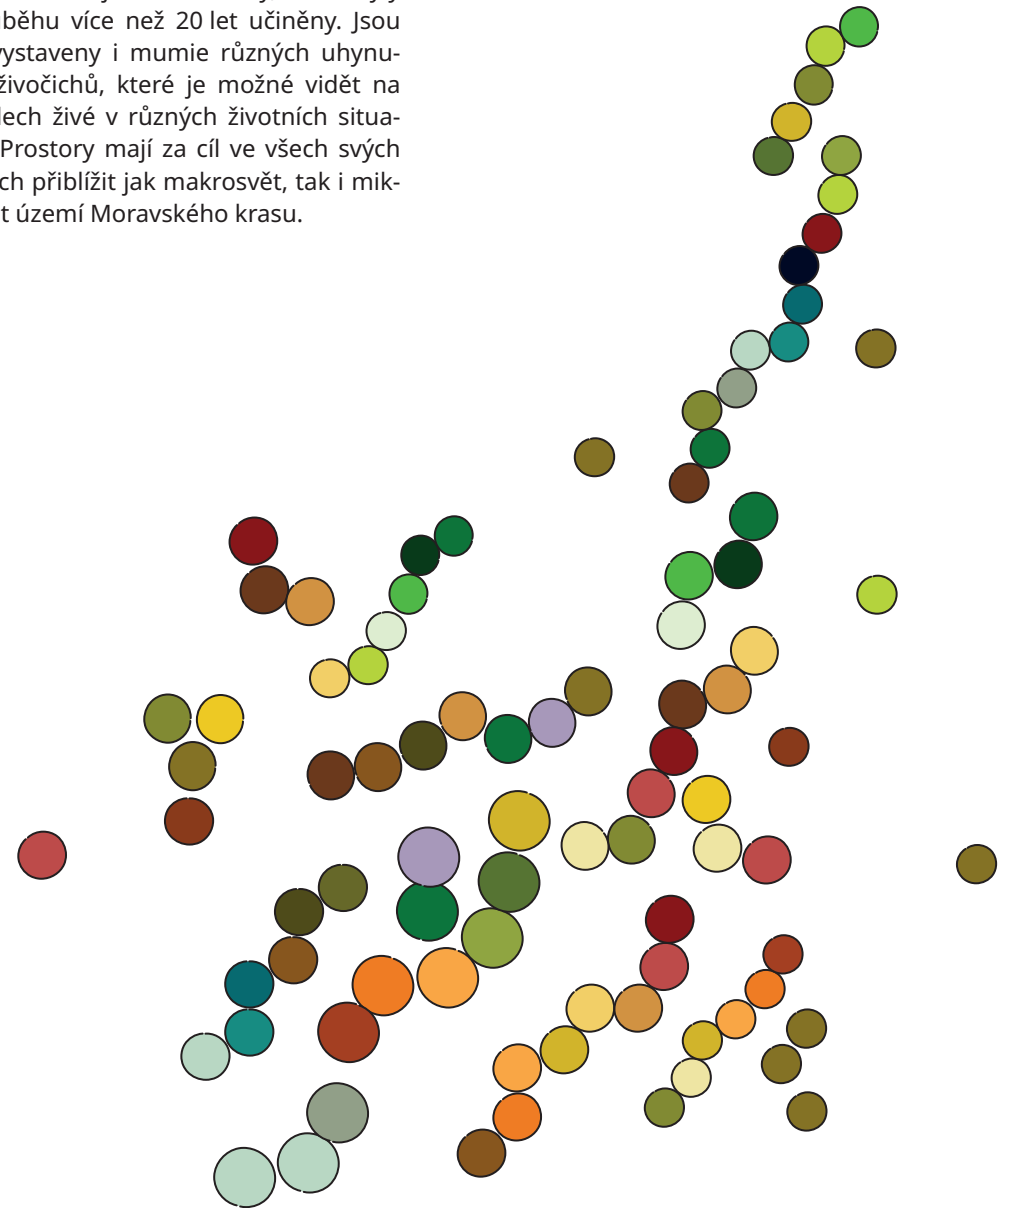 běhu více než 20 let učiněny. Jsou
vystaveny i mumie různých uhynu-
živočichů, které je možné vidět na
lech živé v různých životních situa-
Prostory mají za cíl ve všech svých
ch přiblížit jak makrosvět, tak i mik-
t území Moravského krasu.